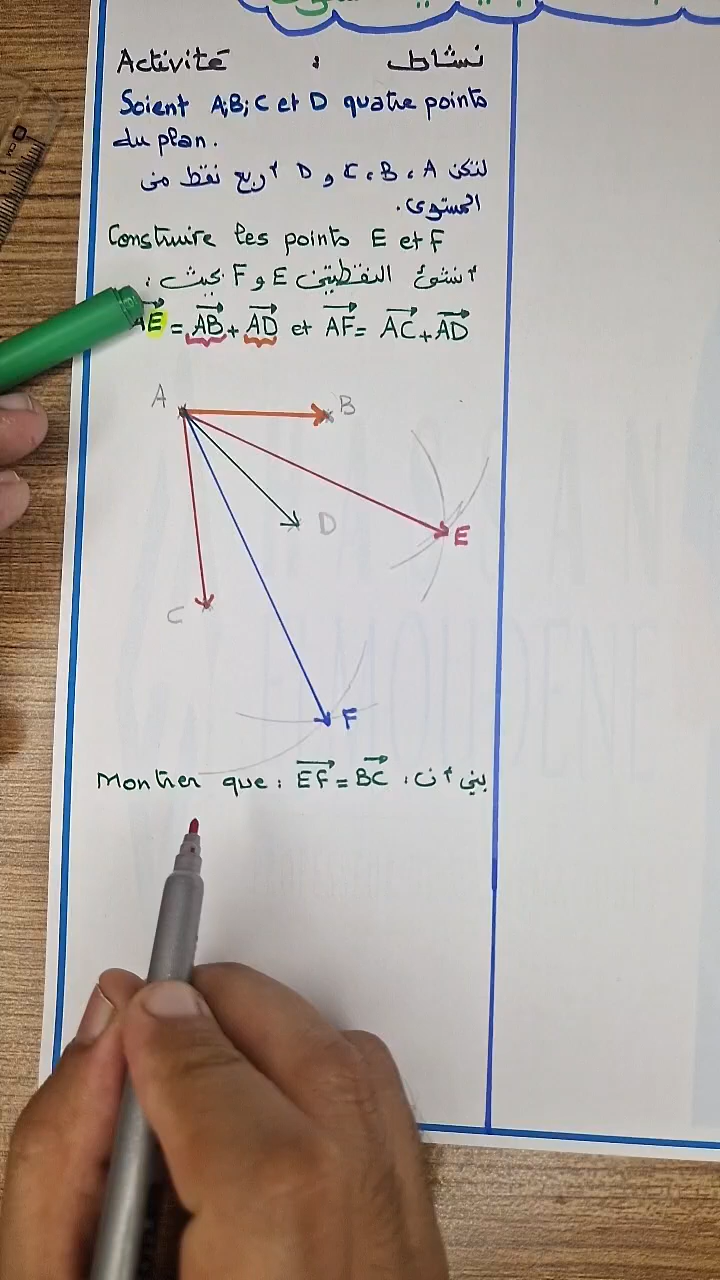 Activité : نشاط
Soient A;B;C et D quatre points
du plan.
لتكن A ، B ، C و D أربع نقط من
المستوى.
Construire les points E et F
أنشئ النقطتين E و F بحيث :
AE = AB + AD et AF = AC + AD
A
B
D
E
C
F
Montrer que : EF = BC بين أن :